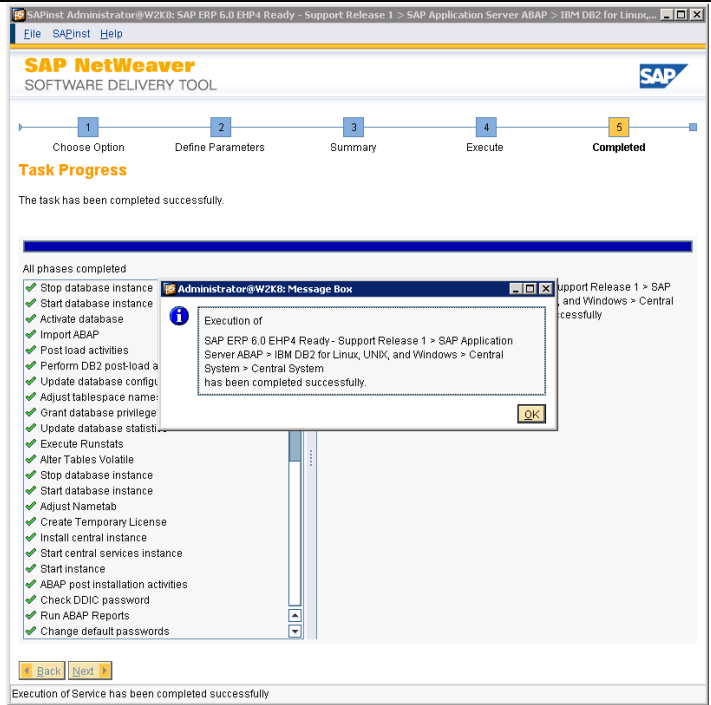 SAPinst Administrator@W2K8: SAP ERP 6.0 EHP4 Ready - Support Release 1 > SAP Application Server ABAP > IBM DB2 for Linux,...
File SAPinst Help
SAP NetWeaver
SOFTWARE DELIVERY TOOL
SAP
1 2 3 4 5
Choose Option Define Parameters Summary Execute Completed
Task Progress
The task has been completed successfully.
All phases completed
Stop database instance
Start database instance
Activate database
Import ABAP
Post load activities
Perform DB2 post-load a
Update database configu
Adjust tablespace name
Grant database privilege
Update database statisti
Execute Runstats
Alter Tables Volatile
Stop database instance
Start database instance
Adjust Nametab
Create Temporary License
Install central instance
Start central services instance
Start instance
ABAP post installation activities
Check DDIC password
Run ABAP Reports
Change default passwords
upport Release 1 > SAP
, and Windows > Central
cessfully
Administrator@W2K8: Message Box
Execution of
SAP ERP 6.0 EHP4 Ready - Support Release 1 > SAP Application
Server ABAP > IBM DB2 for Linux, UNIX, and Windows > Central
System > Central System
has been completed successfully.
OK
Back Next
Execution of Service has been completed successfully